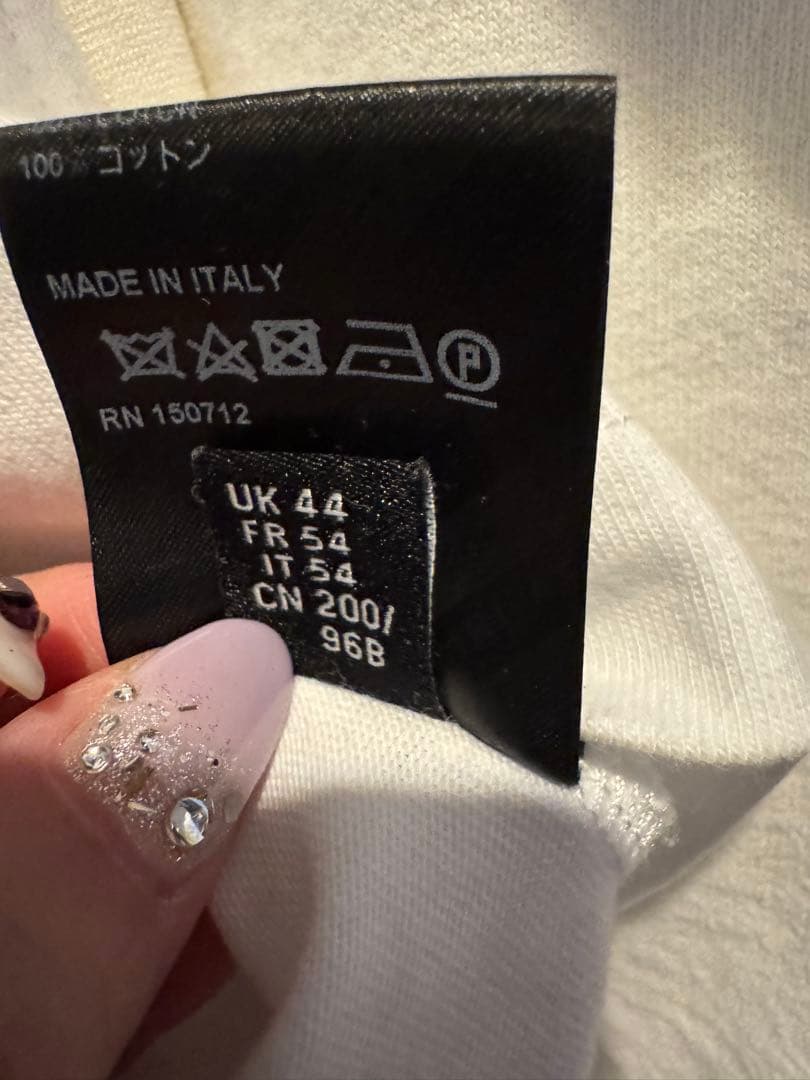 100% コットン
MADE IN ITALY
RN 150712
UK 44
FR 54
IT 54
CN 200/
96B